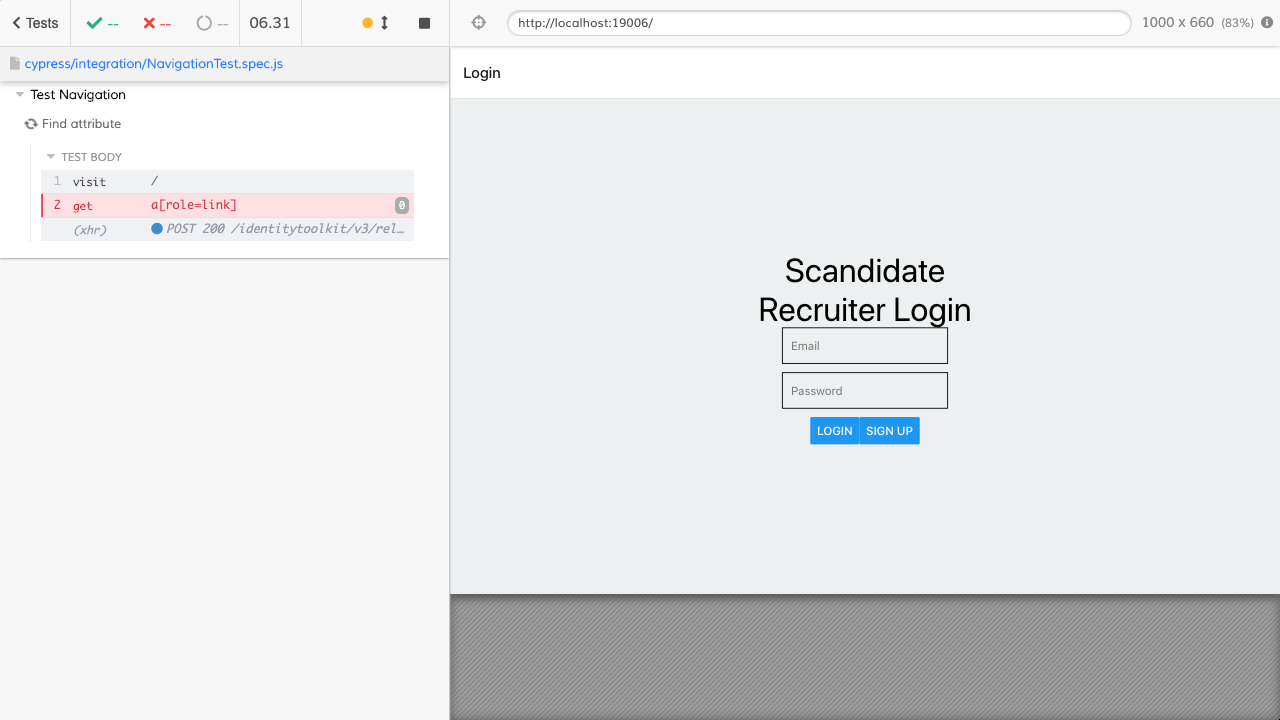 Tests -- -- -- 06.31
http://localhost:19006/ 1000 x 660 (83%)
cypress/integration/NavigationTest.spec.js
Test Navigation
Find attribute
TEST BODY
1 visit /
2 get a[role=link] 0
(xhr) POST 200 /identitytoolkit/v3/rel…
Login
Scandidate
Recruiter Login
Email
Password
LOGIN SIGN UP